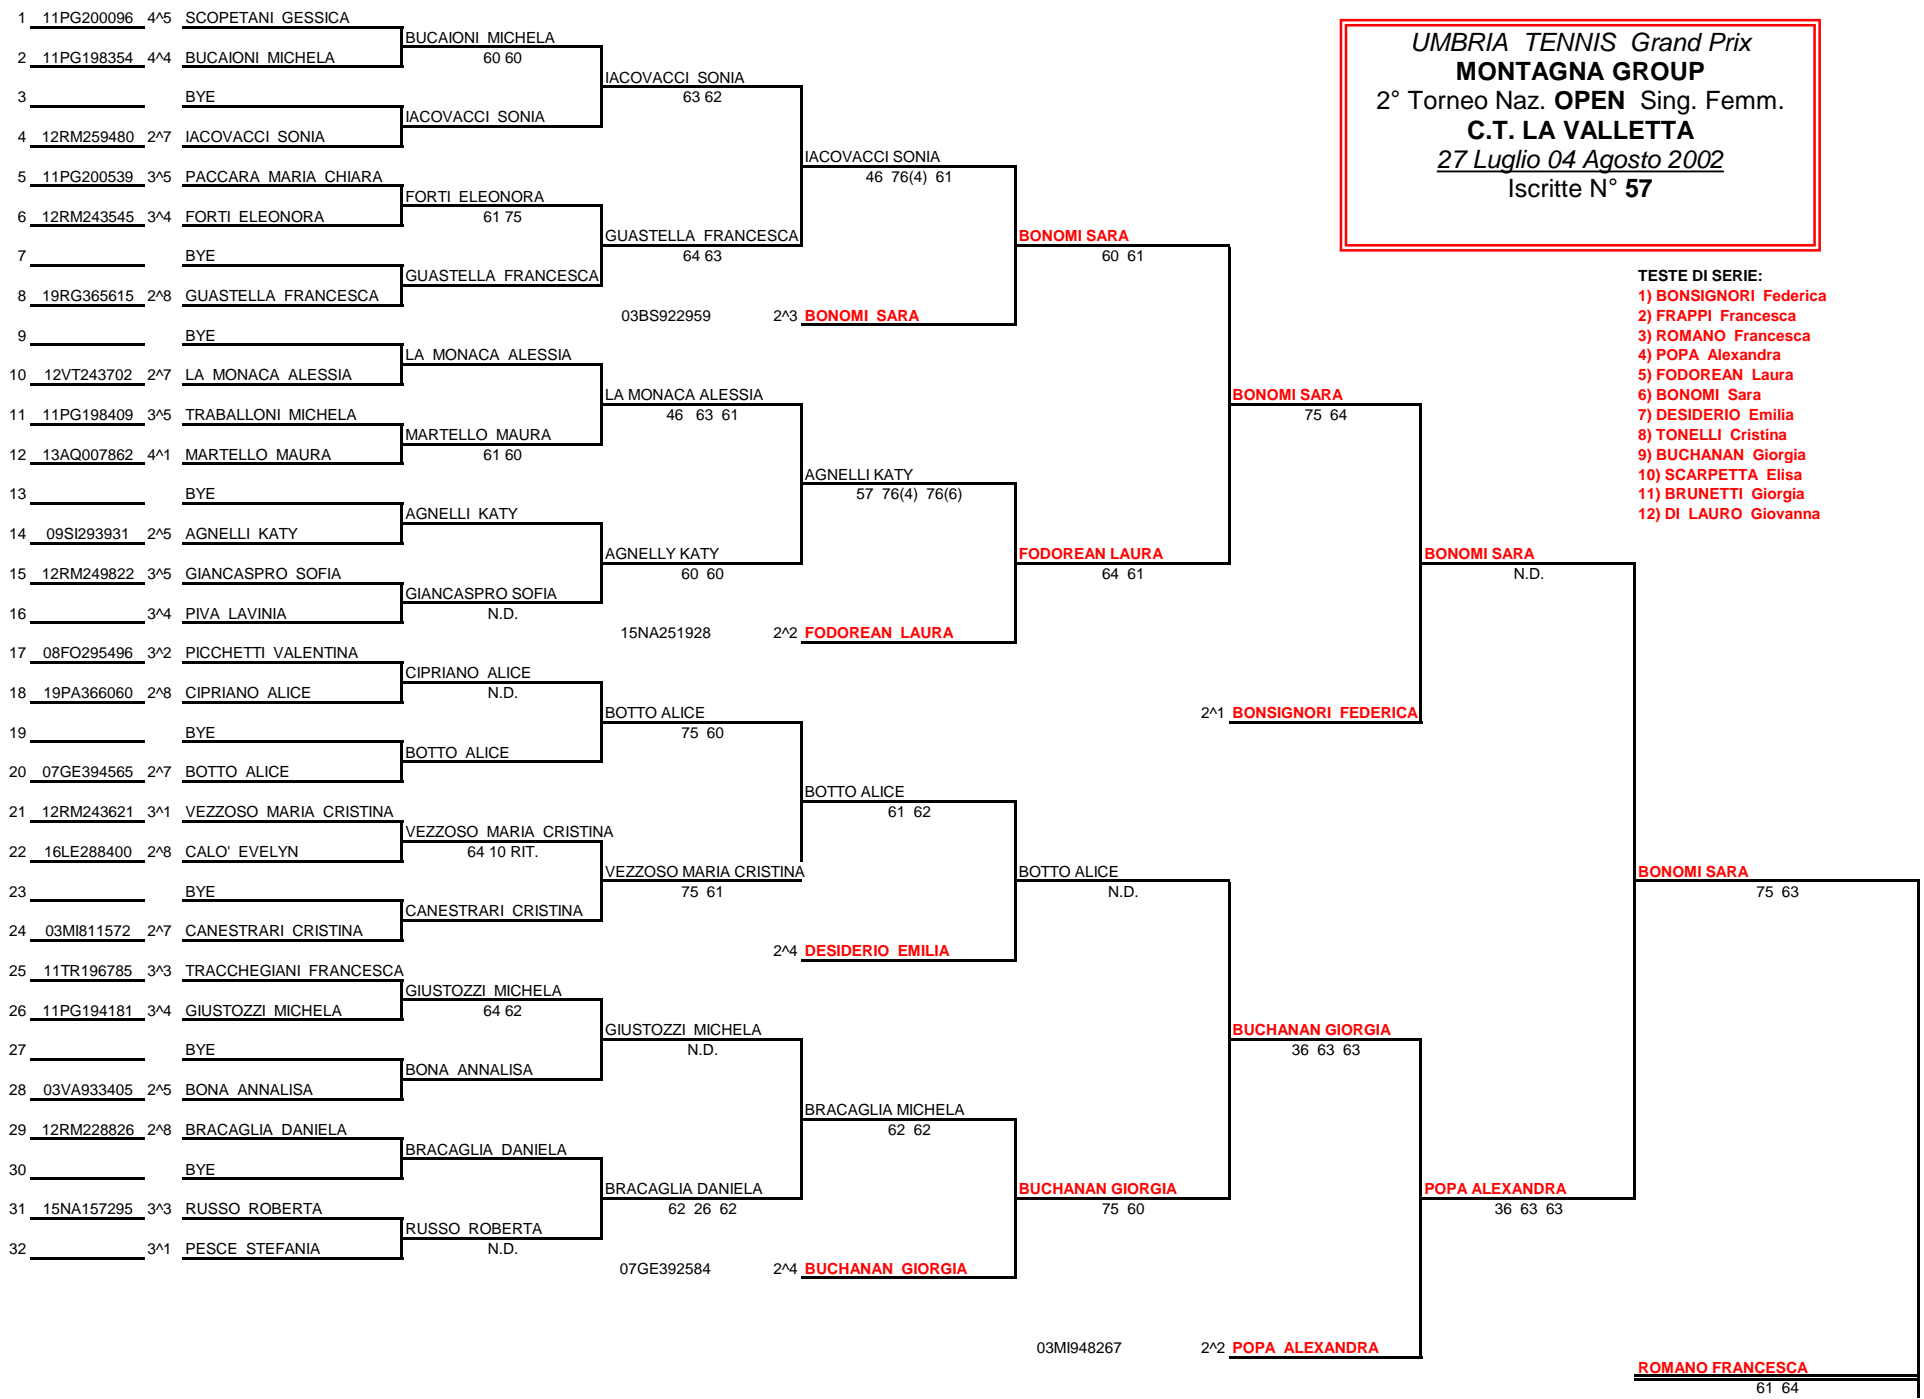 UMBRIA TENNIS Grand Prix
MONTAGNA GROUP
2° Torneo Naz. OPEN Sing. Femm.
C.T. LA VALLETTA
27 Luglio 04 Agosto 2002
Iscritte N° 57
TESTE DI SERIE:
1) BONSIGNORI Federica
2) FRAPPI Francesca
3) ROMANO Francesca
4) POPA Alexandra
5) FODOREAN Laura
6) BONOMI Sara
7) DESIDERIO Emilia
8) TONELLI Cristina
9) BUCHANAN Giorgia
10) SCARPETTA Elisa
11) BRUNETTI Giorgia
12) DI LAURO Giovanna
1 11PG200096 4^5 SCOPETANI GESSICA
2 11PG198354 4^4 BUCAIONI MICHELA
3 BYE
4 12RM259480 2^7 IACOVACCI SONIA
5 11PG200539 3^5 PACCARA MARIA CHIARA
6 12RM243545 3^4 FORTI ELEONORA
7 BYE
8 19RG365615 2^8 GUASTELLA FRANCESCA
9 BYE
10 12VT243702 2^7 LA MONACA ALESSIA
11 11PG198409 3^5 TRABALLONI MICHELA
12 13AQ007862 4^1 MARTELLO MAURA
13 BYE
14 09SI293931 2^5 AGNELLI KATY
15 12RM249822 3^5 GIANCASPRO SOFIA
16 3^4 PIVA LAVINIA
17 08FO295496 3^2 PICCHETTI VALENTINA
18 19PA366060 2^8 CIPRIANO ALICE
19 BYE
20 07GE394565 2^7 BOTTO ALICE
21 12RM243621 3^1 VEZZOSO MARIA CRISTINA
22 16LE288400 2^8 CALO' EVELYN
23 BYE
24 03MI811572 2^7 CANESTRARI CRISTINA
25 11TR196785 3^3 TRACCHEGIANI FRANCESCA
26 11PG194181 3^4 GIUSTOZZI MICHELA
27 BYE
28 03VA933405 2^5 BONA ANNALISA
29 12RM228826 2^8 BRACAGLIA DANIELA
30 BYE
31 15NA157295 3^3 RUSSO ROBERTA
32 3^1 PESCE STEFANIA
BUCAIONI MICHELA
60 60
IACOVACCI SONIA
FORTI ELEONORA
61 75
GUASTELLA FRANCESCA
LA MONACA ALESSIA
MARTELLO MAURA
61 60
AGNELLI KATY
GIANCASPRO SOFIA
N.D.
CIPRIANO ALICE
N.D.
BOTTO ALICE
VEZZOSO MARIA CRISTINA
64 10 RIT.
CANESTRARI CRISTINA
GIUSTOZZI MICHELA
64 62
BONA ANNALISA
BRACAGLIA DANIELA
RUSSO ROBERTA
N.D.
IACOVACCI SONIA
63 62
GUASTELLA FRANCESCA
64 63
03BS922959 2^3 BONOMI SARA
LA MONACA ALESSIA
46 63 61
AGNELLY KATY
60 60
15NA251928 2^2 FODOREAN LAURA
BOTTO ALICE
75 60
VEZZOSO MARIA CRISTINA
75 61
2^4 DESIDERIO EMILIA
GIUSTOZZI MICHELA
N.D.
BRACAGLIA DANIELA
62 26 62
07GE392584 2^4 BUCHANAN GIORGIA
IACOVACCI SONIA
46 76(4) 61
AGNELLI KATY
57 76(4) 76(6)
BOTTO ALICE
61 62
BRACAGLIA MICHELA
62 62
BONOMI SARA
60 61
FODOREAN LAURA
64 61
BOTTO ALICE
N.D.
BUCHANAN GIORGIA
75 60
BONOMI SARA
75 64
2^1 BONSIGNORI FEDERICA
BUCHANAN GIORGIA
36 63 63
03MI948267 2^2 POPA ALEXANDRA
BONOMI SARA
N.D.
POPA ALEXANDRA
36 63 63
BONOMI SARA
75 63
ROMANO FRANCESCA
61 64